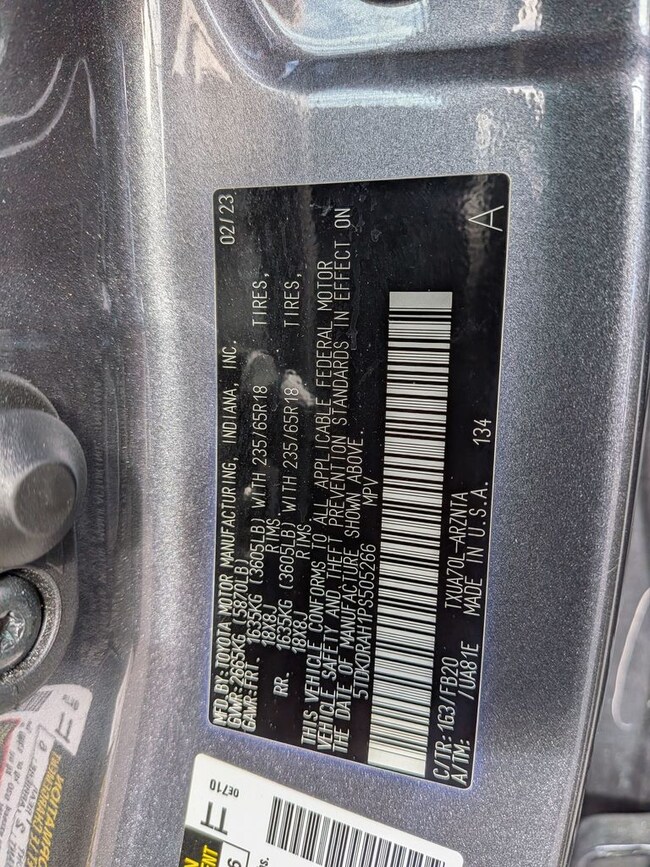 MFD. BY: TOYOTA MOTOR MANUFACTURING, INDIANA, INC. 02/23
GVWR: 2665KG (5870LB)
GAWR: FRT. 1635KG (3605LB) WITH 235/65R18 TIRES,
18X8J RIMS
RR. 1635KG (3605LB) WITH 235/65R18 TIRES,
18X8J RIMS
THIS VEHICLE CONFORMS TO ALL APPLICABLE FEDERAL MOTOR
VEHICLE SAFETY, AND THEFT PREVENTION STANDARDS IN EFFECT ON
THE DATE OF MANUFACTURE SHOWN ABOVE.
5TDKDRAH1PS505266 MPV
C/TR: 1G3/FB20 TXUA70L-ARZNTA 134 A
A/TM: /UA81E MADE IN U.S.A.
TT 0E710